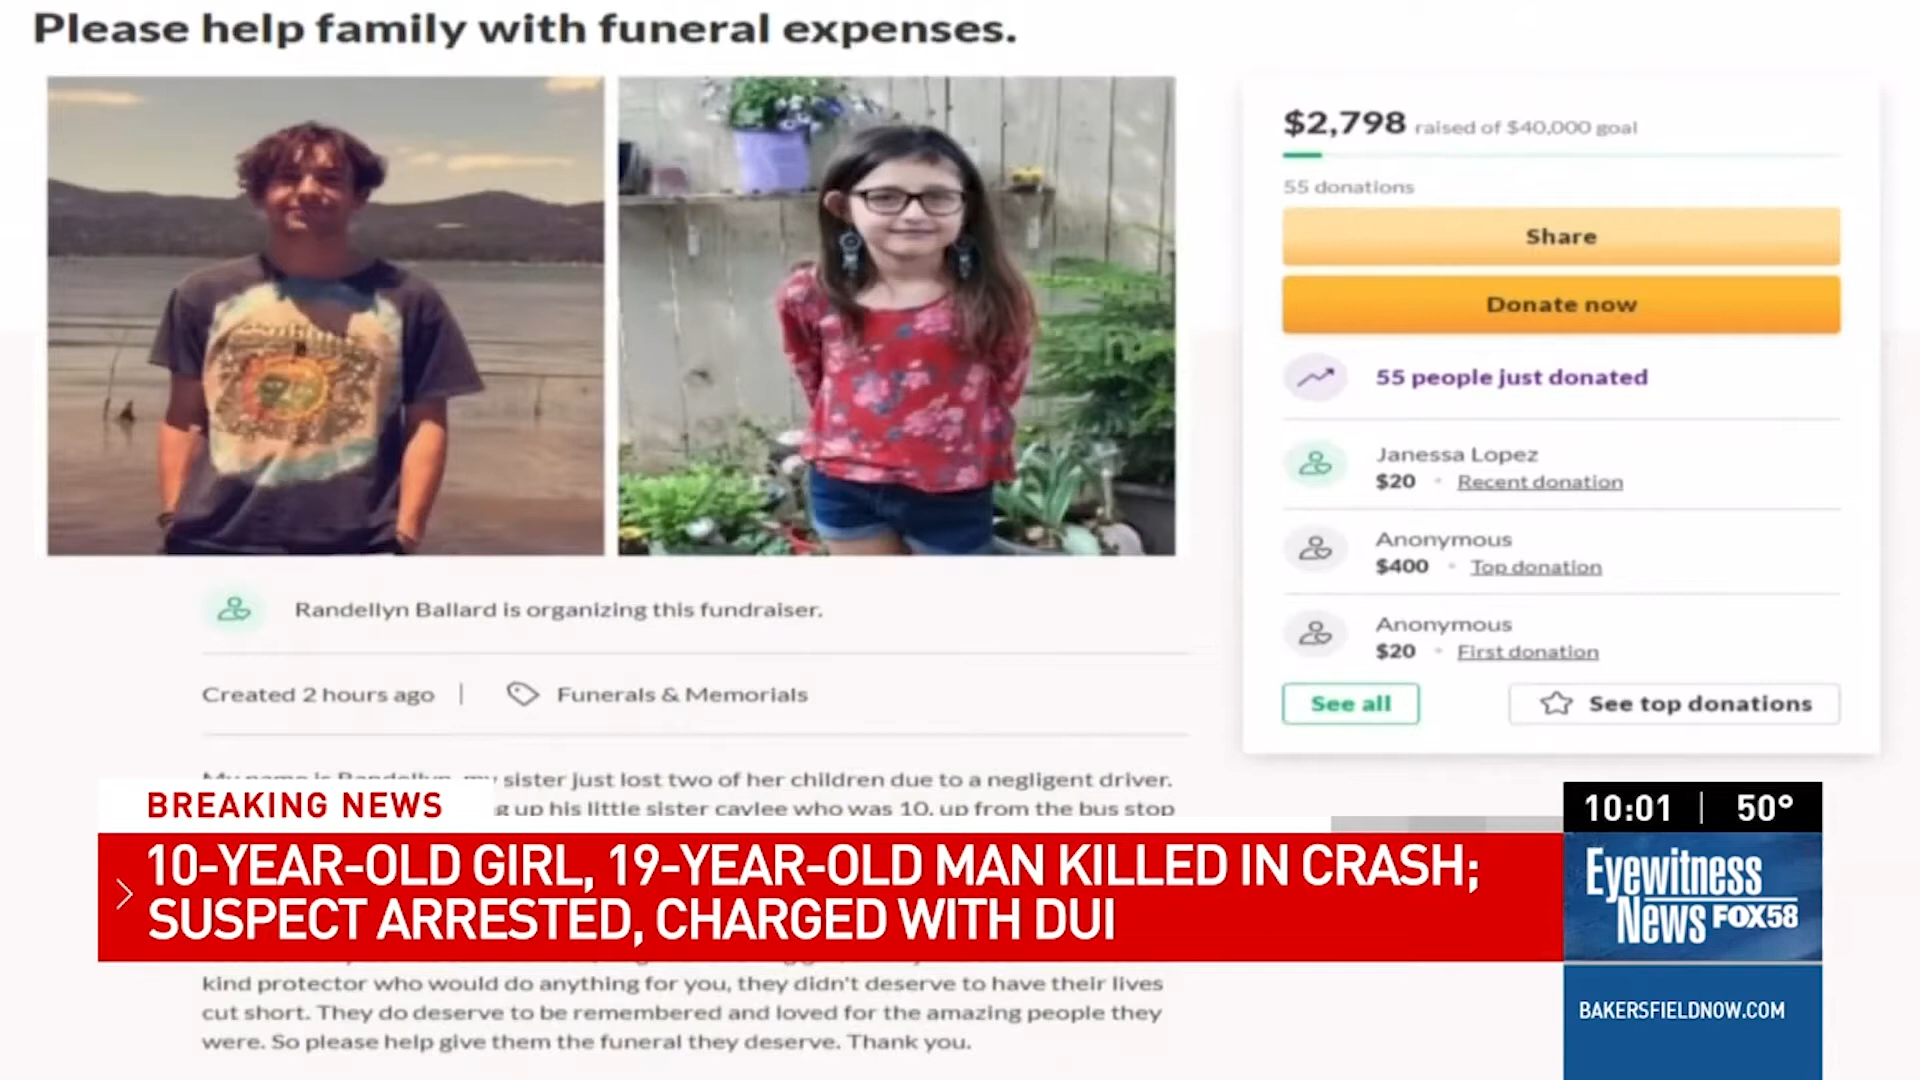 Please help family with funeral expenses.
$2,798 raised of $40,000 goal
55 donations
Share
Donate now
55 people just donated
Janessa Lopez
$20 • Recent donation
Anonymous
$400 • Top donation
Anonymous
$20 • First donation
See all
See top donations
Randellyn Ballard is organizing this fundraiser.
Created 2 hours ago | Funerals & Memorials
My name is Randellyn, my sister just lost two of her children due to a negligent driver.
up his little sister caylee who was 10, up from the bus stop
BREAKING NEWS
10-YEAR-OLD GIRL, 19-YEAR-OLD MAN KILLED IN CRASH;
SUSPECT ARRESTED, CHARGED WITH DUI
10:01 | 50°
Eyewitness
News FOX58
BAKERSFIELDNOW.COM
kind protector who would do anything for you, they didn't deserve to have their lives
cut short. They do deserve to be remembered and loved for the amazing people they
were. So please help give them the funeral they deserve. Thank you.